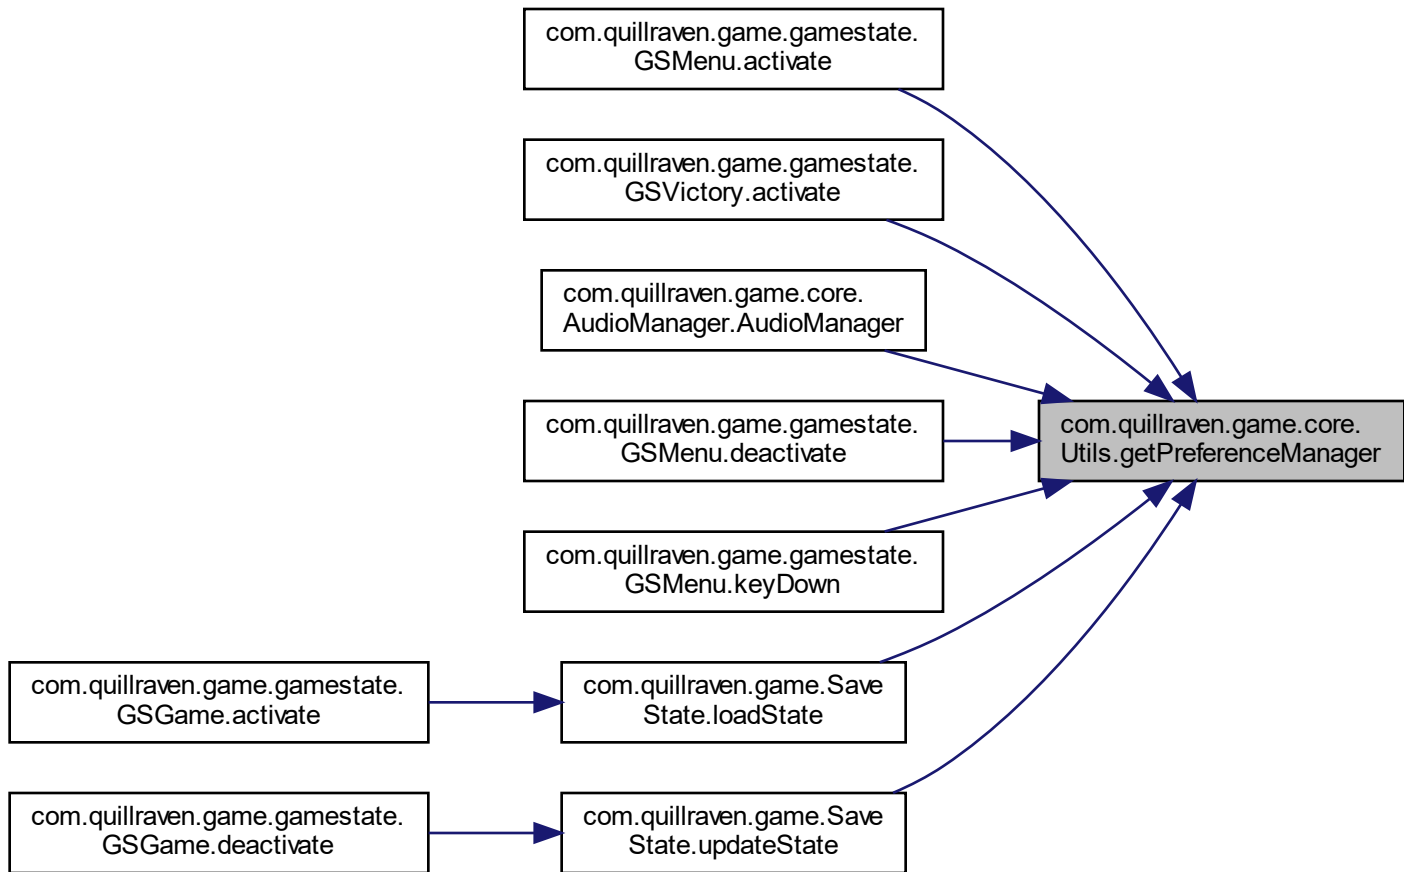 com.quillraven.game.gamestate.
GSMenu.activate
com.quillraven.game.gamestate.
GSVictory.activate
com.quillraven.game.core.
AudioManager.AudioManager
com.quillraven.game.gamestate.
GSMenu.deactivate
com.quillraven.game.core.
Utils.getPreferenceManager
com.quillraven.game.gamestate.
GSMenu.keyDown
com.quillraven.game.gamestate.
GSGame.activate
com.quillraven.game.Save
State.loadState
com.quillraven.game.gamestate.
GSGame.deactivate
com.quillraven.game.Save
State.updateState